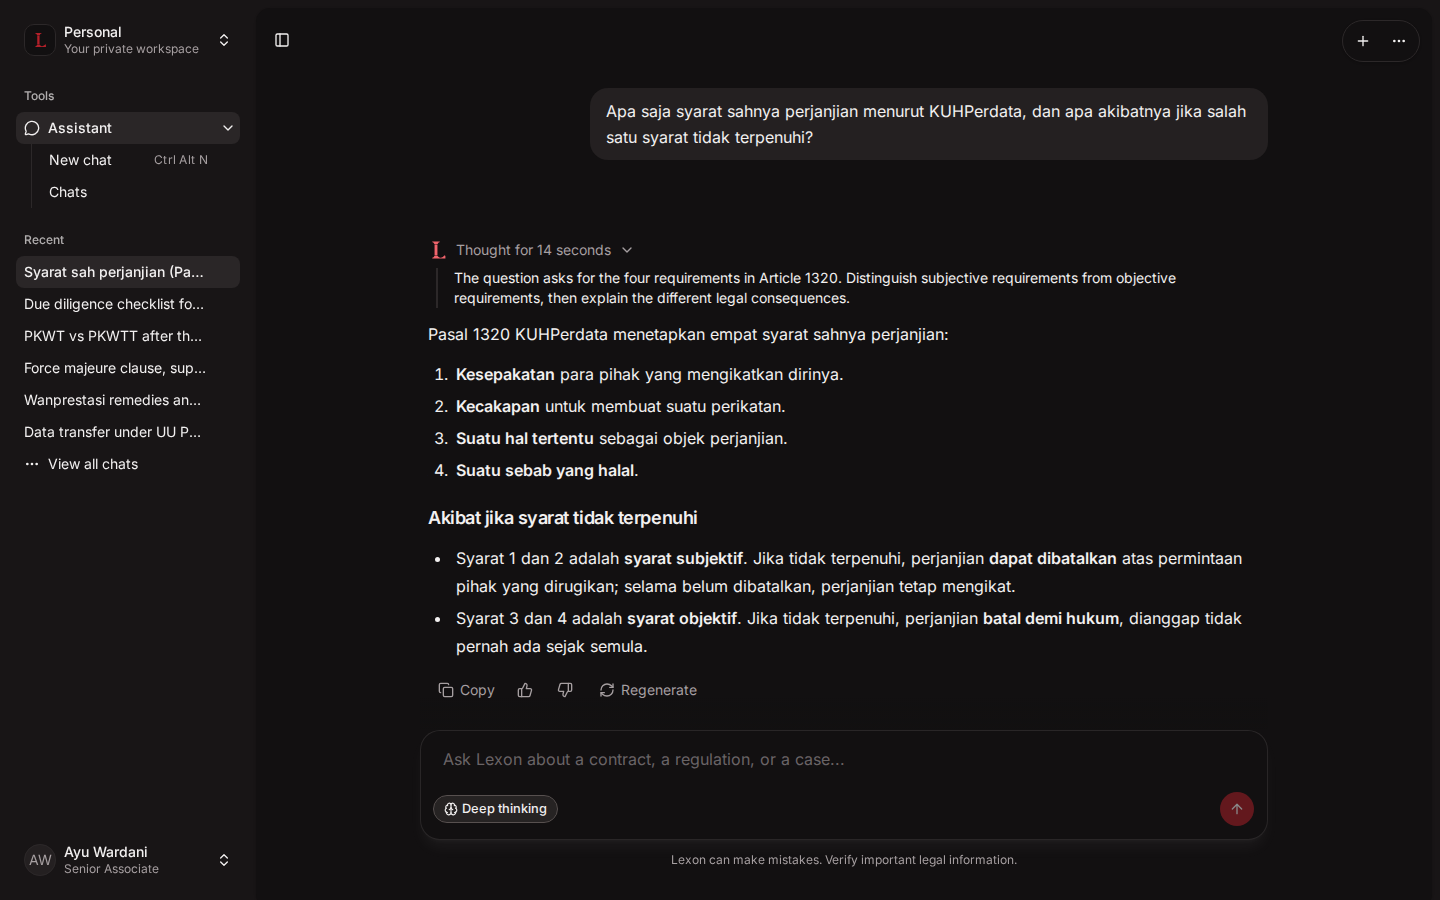 L
Personal
Your private workspace
Tools
Assistant
New chat
Ctrl Alt N
Chats
Recent
Syarat sah perjanjian (Pa...
Due diligence checklist fo...
PKWT vs PKWTT after th...
Force majeure clause, sup...
Wanprestasi remedies an...
Data transfer under UU P...
View all chats
AW
Ayu Wardani
Senior Associate
Apa saja syarat sahnya perjanjian menurut KUHPerdata, dan apa akibatnya jika salah
satu syarat tidak terpenuhi?
L
Thought for 14 seconds
The question asks for the four requirements in Article 1320. Distinguish subjective requirements from objective
requirements, then explain the different legal consequences.
Pasal 1320 KUHPerdata menetapkan empat syarat sahnya perjanjian:
1. Kesepakatan para pihak yang mengikatkan dirinya.
2. Kecakapan untuk membuat suatu perikatan.
3. Suatu hal tertentu sebagai objek perjanjian.
4. Suatu sebab yang halal.
Akibat jika syarat tidak terpenuhi
• Syarat 1 dan 2 adalah syarat subjektif. Jika tidak terpenuhi, perjanjian dapat dibatalkan atas permintaan
pihak yang dirugikan; selama belum dibatalkan, perjanjian tetap mengikat.
• Syarat 3 dan 4 adalah syarat objektif. Jika tidak terpenuhi, perjanjian batal demi hukum, dianggap tidak
pernah ada sejak semula.
Copy
Regenerate
Ask Lexon about a contract, a regulation, or a case...
Deep thinking
Lexon can make mistakes. Verify important legal information.